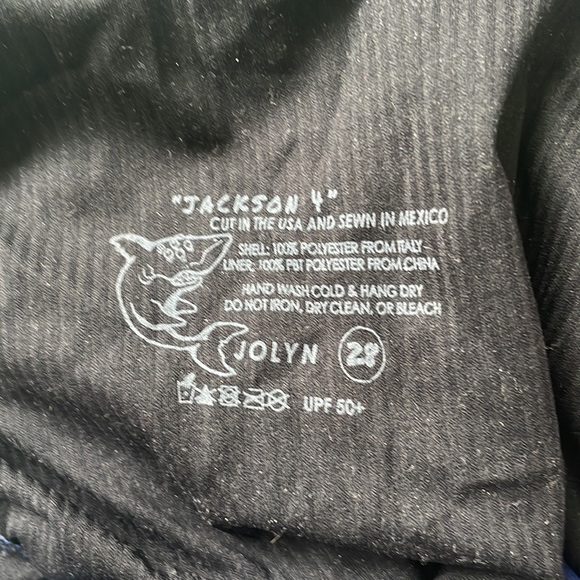 "JACKSON 4"
CUT IN THE USA AND SEWN IN MEXICO
SHELL: 100% POLYESTER FROM ITALY
LINER: 100% PBT POLYESTER FROM CHINA
HAND WASH COLD & HANG DRY
DO NOT IRON, DRY CLEAN, OR BLEACH
JOLYN 28
UPF 50+